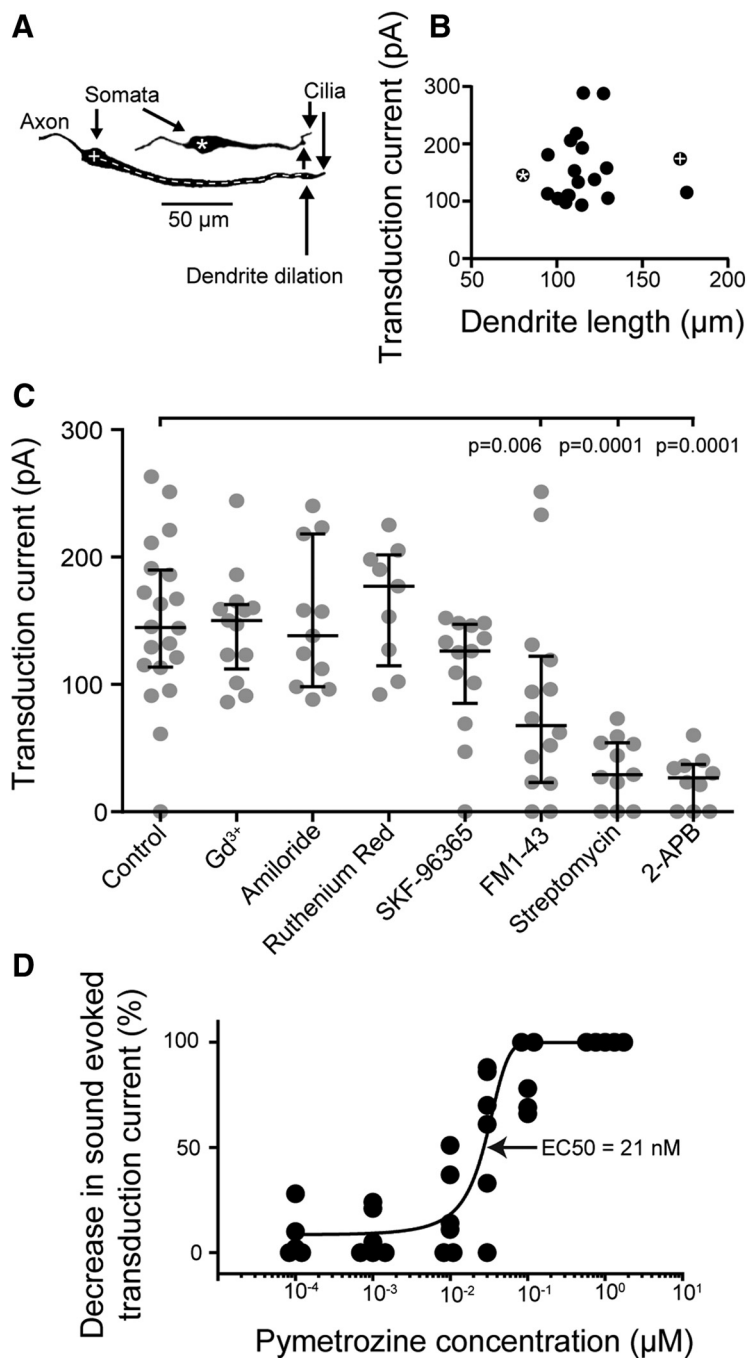 A
Axon
Somata
Cilia
*
+
50 µm
Dendrite dilation
B
Transduction current (pA)
300
200
100
0
*
+
50
100
150
200
Dendrite length (µm)
C
Transduction current (pA)
300
200
100
0
p=0.006
p=0.0001
p=0.0001
Control
Gd³⁺
Amiloride
Ruthenium Red
SKF-96365
FM1-43
Streptomycin
2-APB
D
Decrease in sound evoked
transduction current (%)
100
50
0
EC50 = 21 nM
10⁻⁴
10⁻³
10⁻²
10⁻¹
10⁰
10¹
Pymetrozine concentration (µM)